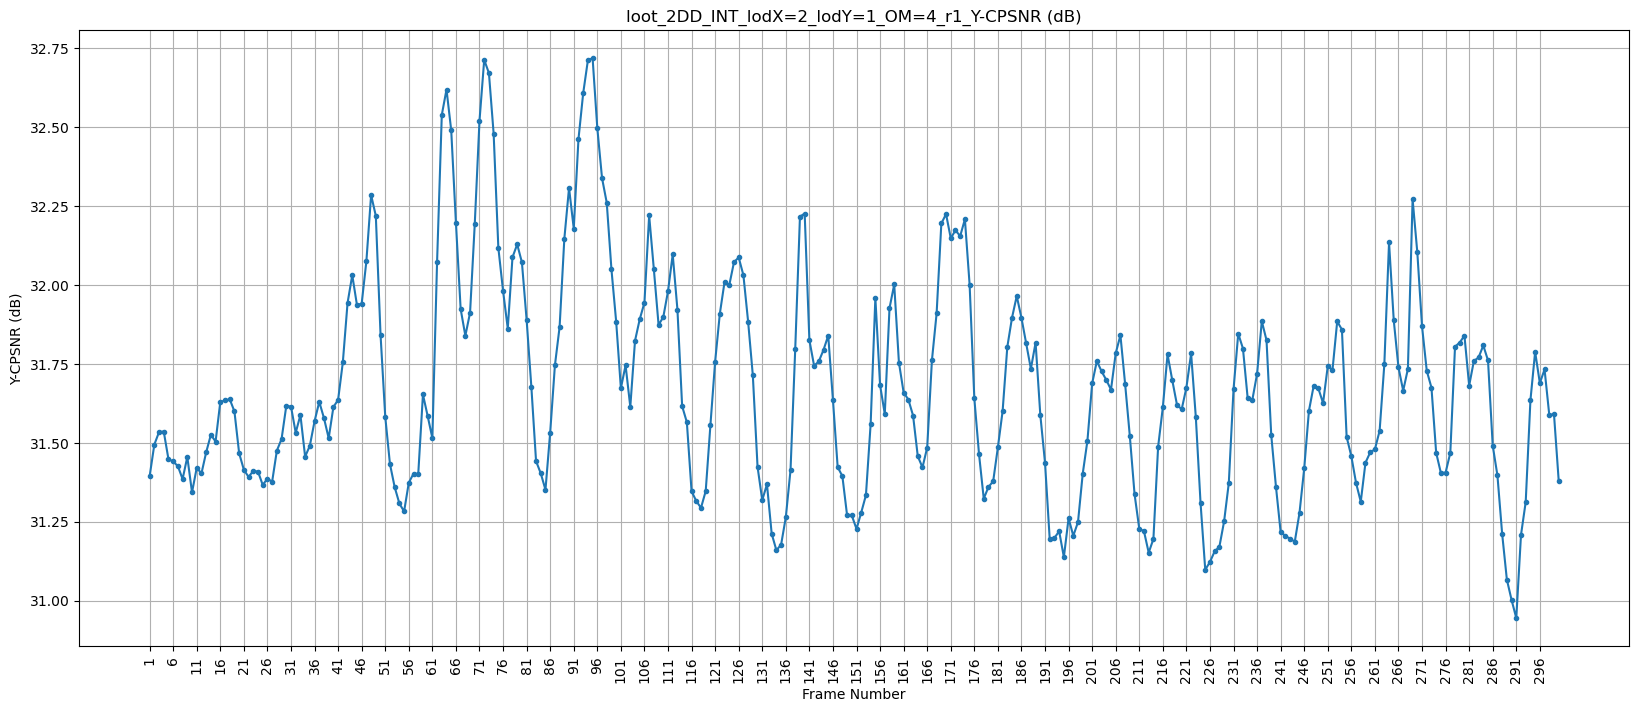 loot_2DD_INT_lodX=2_lodY=1_OM=4_r1_Y-CPSNR (dB)
Y-CPSNR (dB)
32.75
32.50
32.25
32.00
31.75
31.50
31.25
31.00
1 6 11 16 21 26 31 36 41 46 51 56 61 66 71 76 81 86 91 96 101 106 111 116 121 126 131 136 141 146 151 156 161 166 171 176 181 186 191 196 201 206 211 216 221 226 231 236 241 246 251 256 261 266 271 276 281 286 291 296
Frame Number